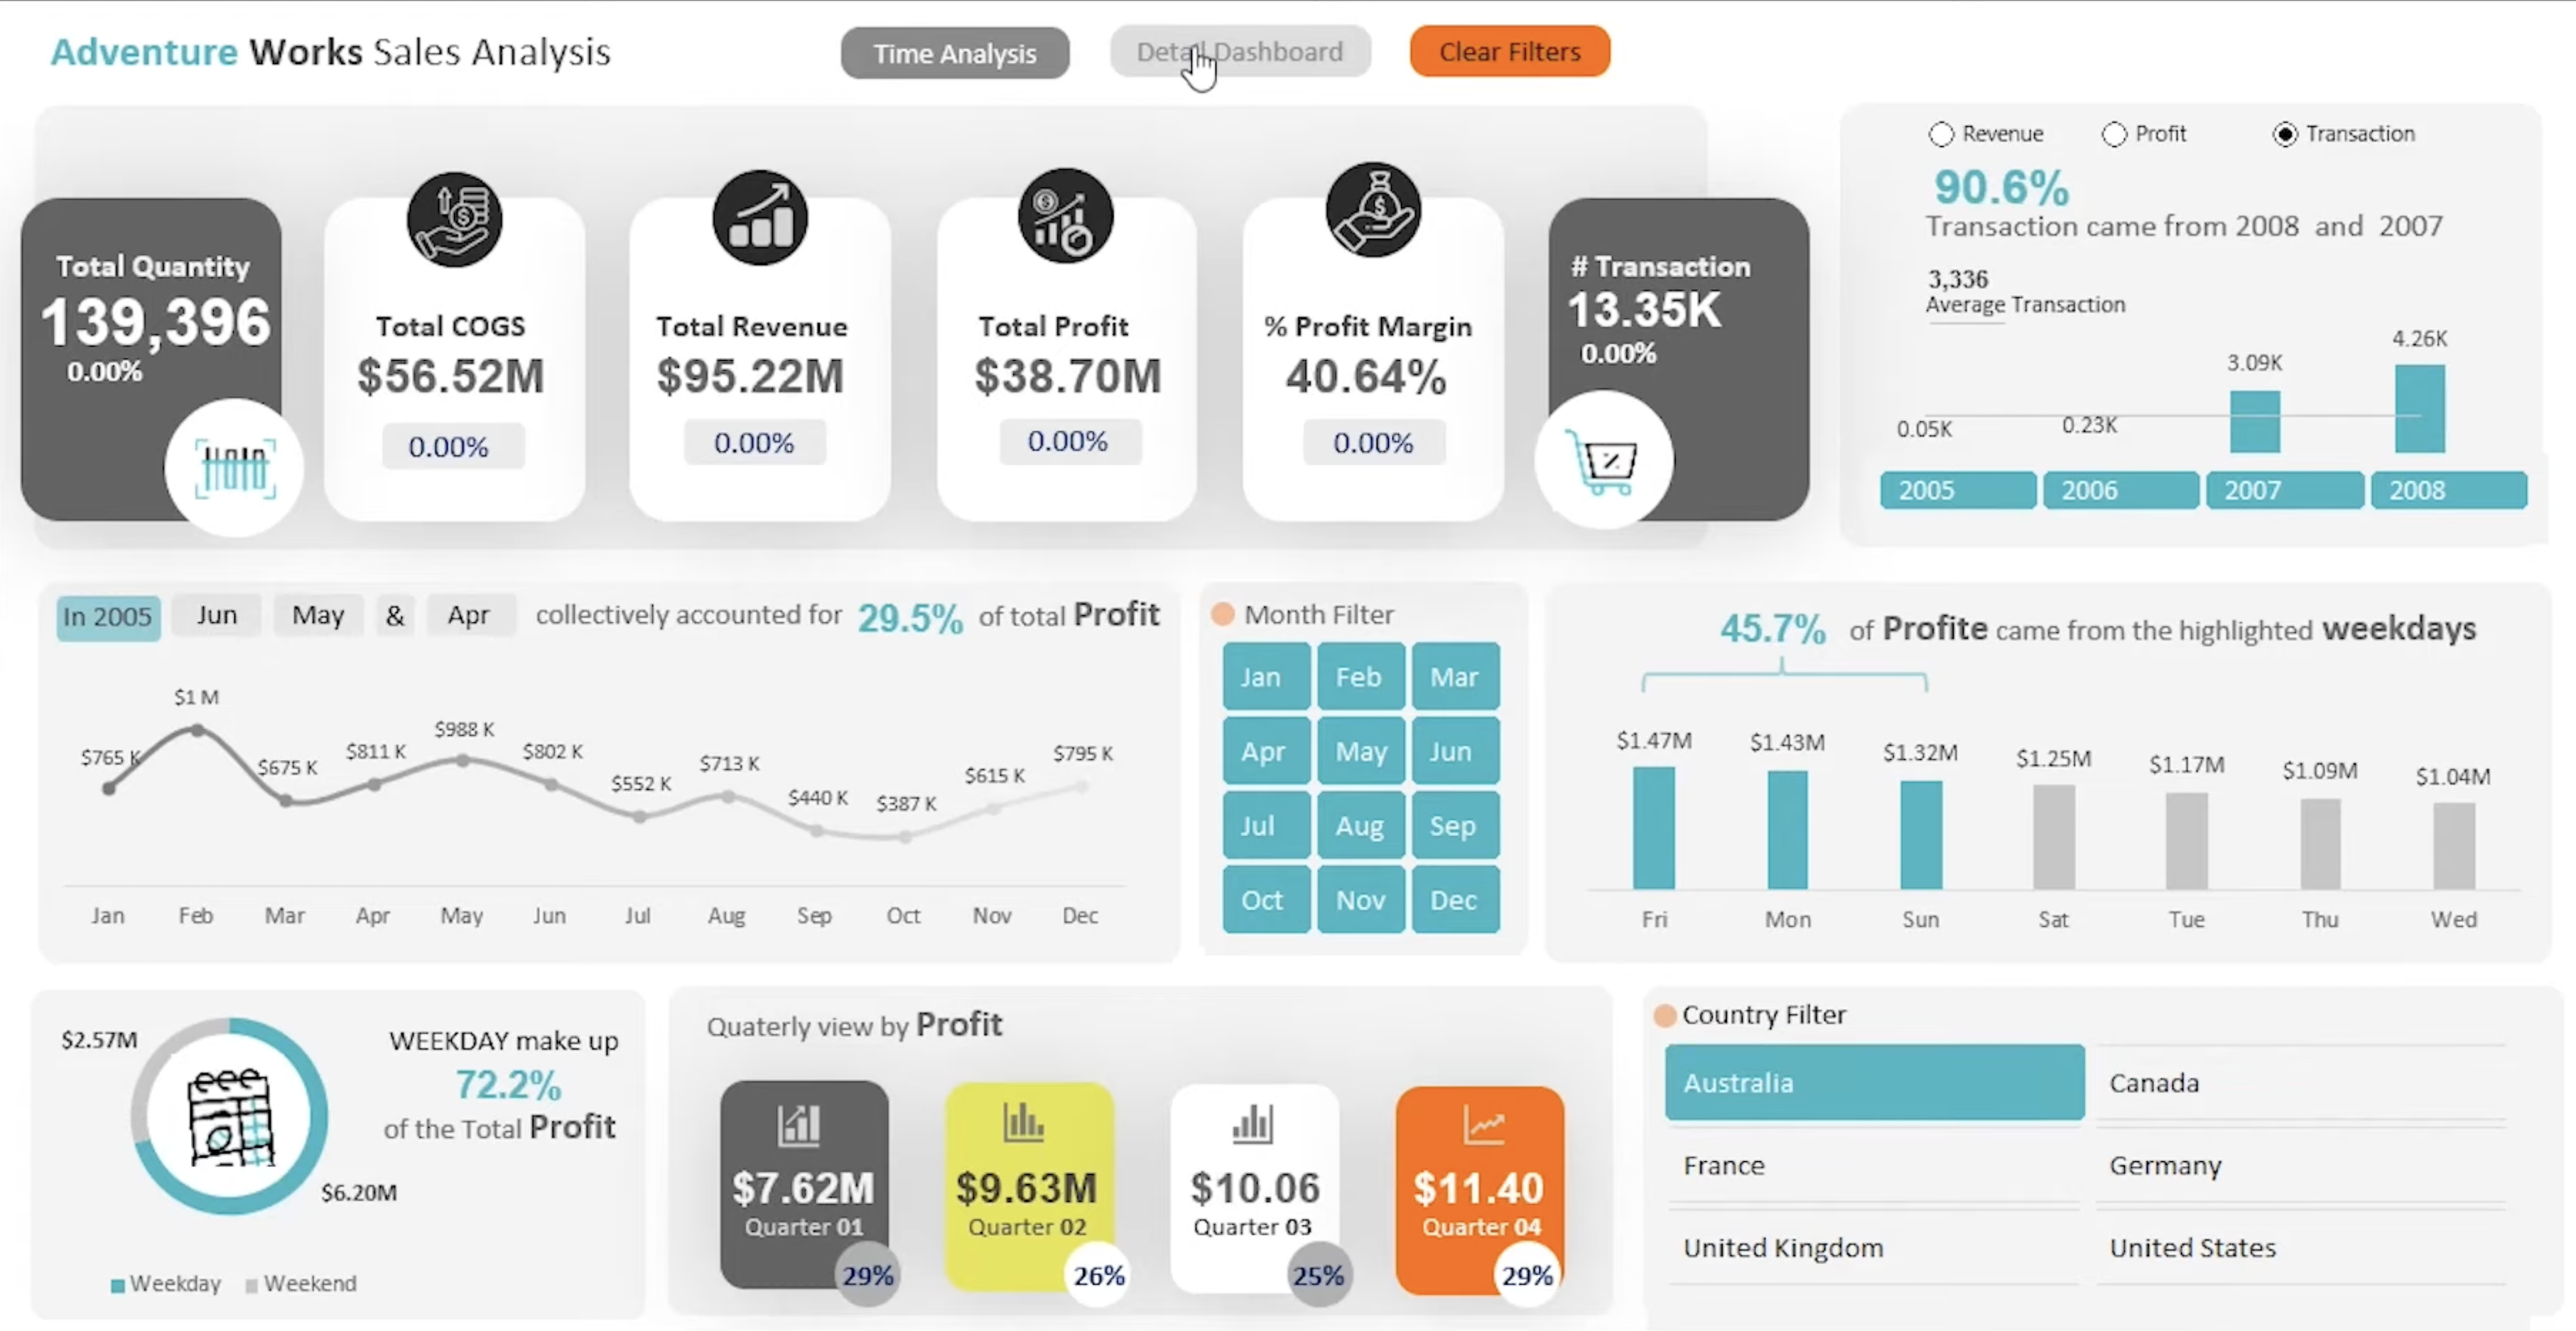 Adventure Works Sales Analysis
Time Analysis
Detail Dashboard
Clear Filters
Total Quantity
139,396
0.00%
Total COGS
$56.52M
0.00%
Total Revenue
$95.22M
0.00%
Total Profit
$38.70M
0.00%
% Profit Margin
40.64%
0.00%
# Transaction
13.35K
0.00%
Revenue Profit Transaction
90.6%
Transaction came from 2008 and 2007
3,336
Average Transaction
0.05K 0.23K 3.09K 4.26K
2005 2006 2007 2008
In 2005 Jun May & Apr collectively accounted for 29.5% of total Profit
$765 K $1 M $675 K $811 K $988 K $802 K $552 K $713 K $440 K $387 K $615 K $795 K
Jan Feb Mar Apr May Jun Jul Aug Sep Oct Nov Dec
Month Filter
Jan Feb Mar
Apr May Jun
Jul Aug Sep
Oct Nov Dec
45.7% of Profite came from the highlighted weekdays
$1.47M $1.43M $1.32M $1.25M $1.17M $1.09M $1.04M
Fri Mon Sun Sat Tue Thu Wed
$2.57M
$6.20M
WEEKDAY make up
72.2%
of the Total Profit
Weekday Weekend
Quaterly view by Profit
$7.62M
Quarter 01
29%
$9.63M
Quarter 02
26%
$10.06
Quarter 03
25%
$11.40
Quarter 04
29%
Country Filter
Australia Canada
France Germany
United Kingdom United States